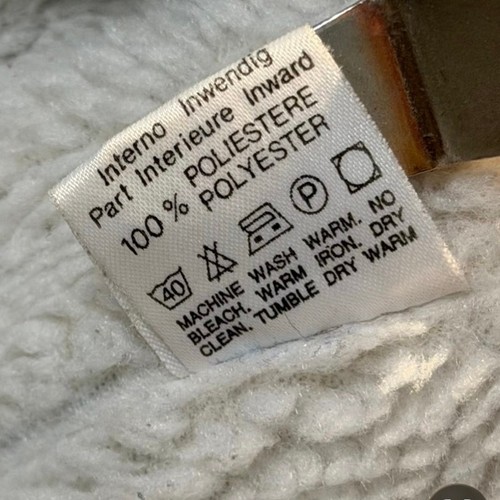 Interno Inwendig
Part Interieure Inward
100 % POLIESTERE
POLYESTER
40 P
MACHINE WASH WARM. NO
BLEACH. WARM IRON. DRY
CLEAN. TUMBLE DRY WARM